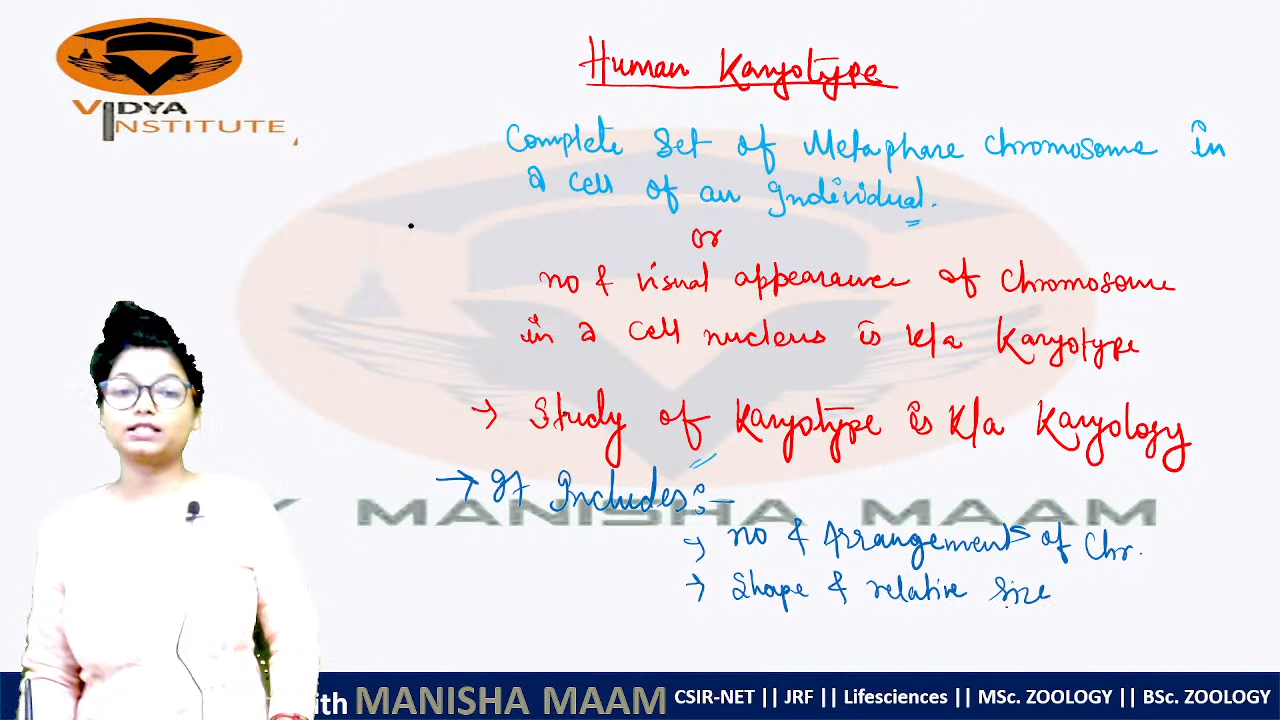 VIDYA
INSTITUTE
Human Karyotype
Complete Set of Metaphase chromosome in
a cell of an Individual.
or
no & visual appearance of chromosome
in a cell nucleus is k/a Karyotype
→ Study of Karyotype is K/a Karyology
→ It Includes:-
→ no & Arrangements of Chr.
MANISHA MAAM
→ Shape & relative size
ith MANISHA MAAM CSIR-NET || JRF || Lifesciences || MSc. ZOOLOGY || BSc. ZOOLOGY